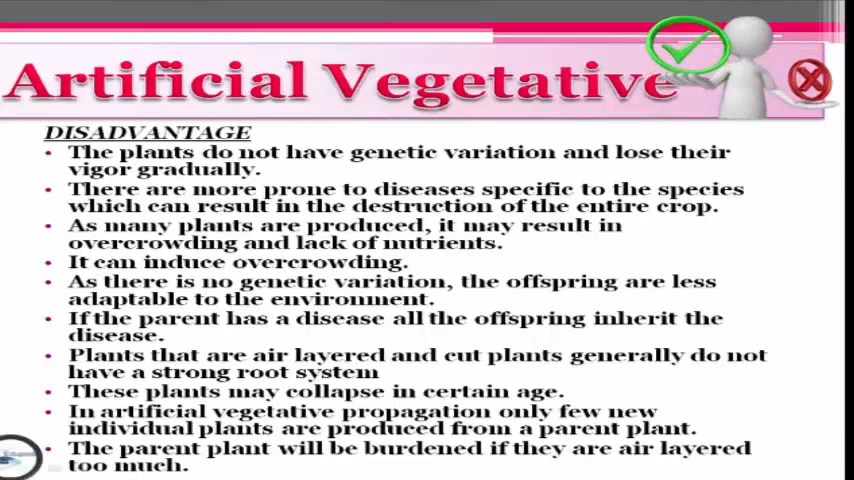 Artificial Vegetative
DISADVANTAGE
• The plants do not have genetic variation and lose their
vigor gradually.
• There are more prone to diseases specific to the species
which can result in the destruction of the entire crop.
• As many plants are produced, it may result in
overcrowding and lack of nutrients.
• It can induce overcrowding.
• As there is no genetic variation, the offspring are less
adaptable to the environment.
• If the parent has a disease all the offspring inherit the
disease.
• Plants that are air layered and cut plants generally do not
have a strong root system
• These plants may collapse in certain age.
• In artificial vegetative propagation only few new
individual plants are produced from a parent plant.
• The parent plant will be burdened if they are air layered
too much.